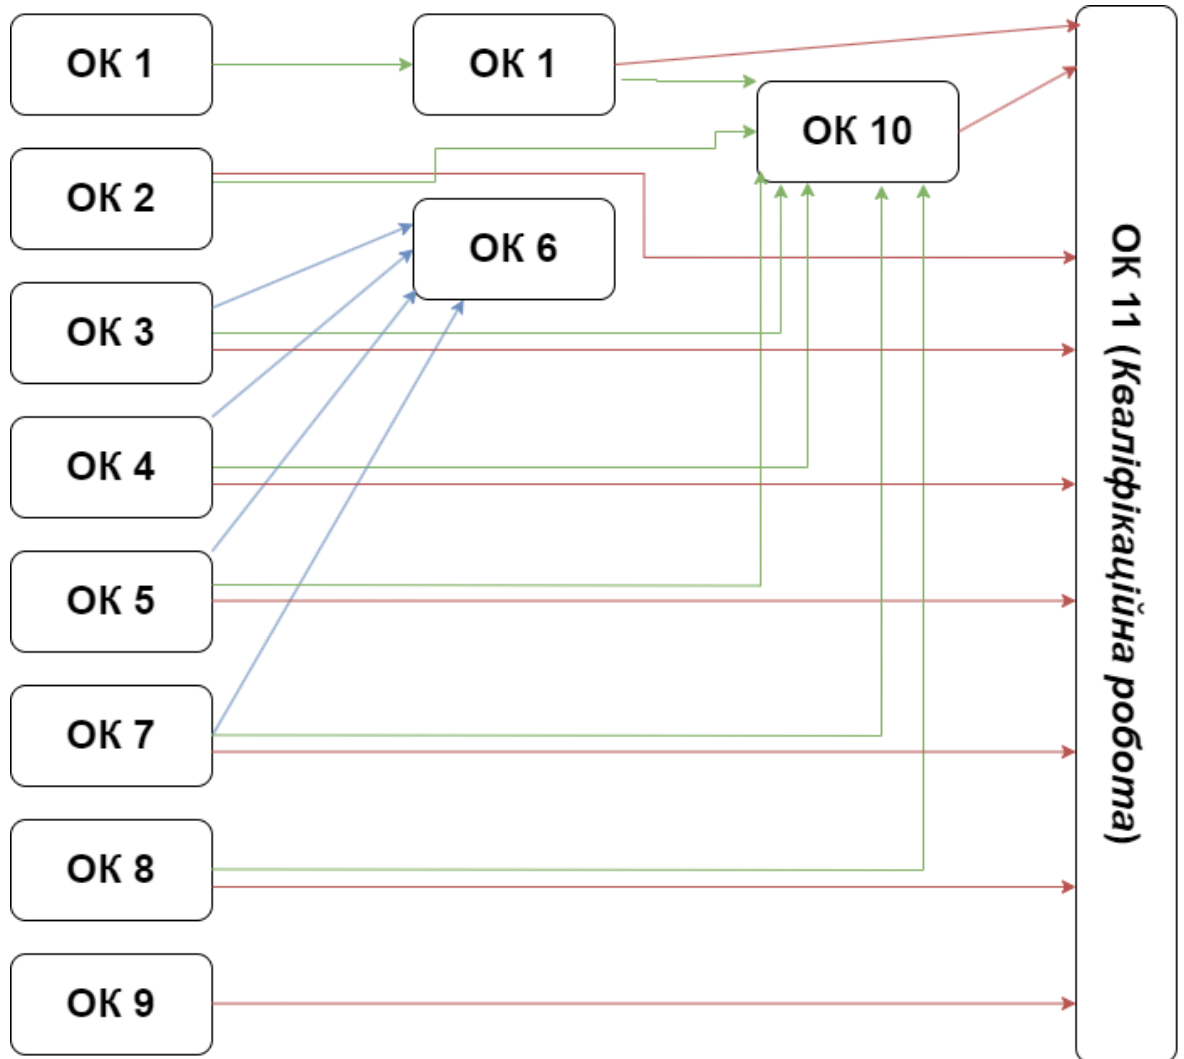 ОК 1
ОК 1
ОК 10
ОК 2
ОК 6
ОК 3
ОК 4
ОК 5
ОК 7
ОК 8
ОК 9
ОК 11 (Кваліфікаційна робота)